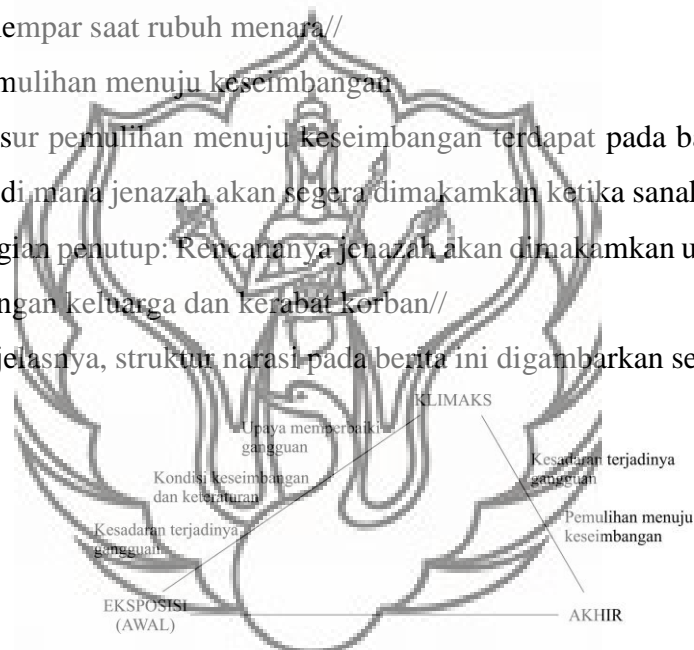 empar saat rubuh menara//
mulihan menuju keseimbangan
sur pemulihan menuju keseimbangan terdapat pada
di mana jenazah akan segera dimakamkan ketika
gian penutup: Rencananya jenazah akan dimakamkan
ngan keluarga dan kerabat korban//
jelasnya, struktur narasi pada berita ini digambarkan
KLIMAKS
Upaya memperbaiki
gangguan
Kesadaran terjadinya
gangguan
Kondisi keseimbangan
dan keteraturan
Pemulihan menuju
keseimbangan
Kesadaran terjadinya
gangguan
EKSPOSISI
(AWAL)
AKHIR